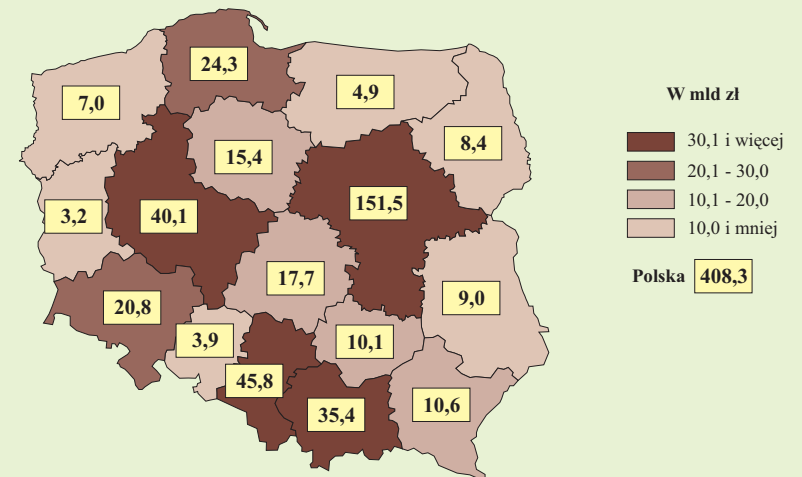 24,3
7,0
4,9
W mld zł
30,1 i więcej
20,1 - 30,0
10,1 - 20,0
10,0 i mniej
Polska 408,3
15,4
8,4
3,2
40,1
151,5
17,7
9,0
20,8
3,9
10,1
45,8
35,4
10,6